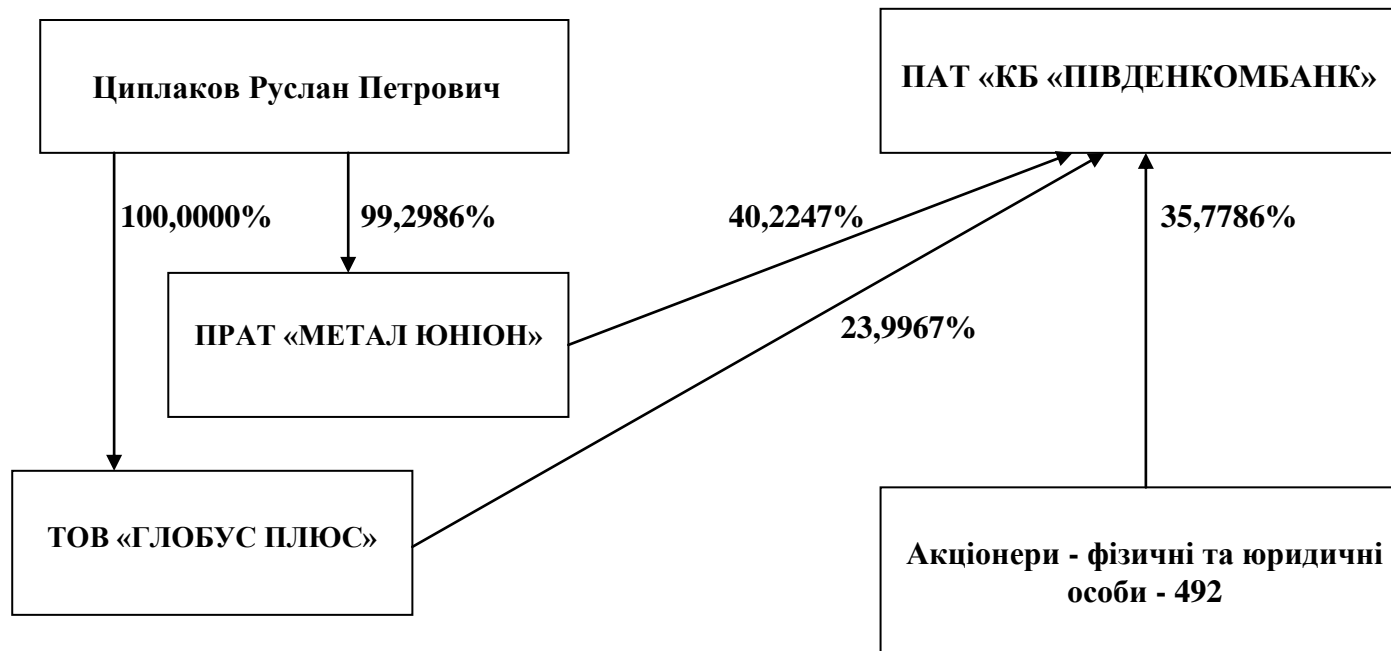 Циплаков Руслан Петрович
ПАТ «КБ «ПІВДЕНКОМБАНК»
100,0000%
99,2986%
40,2247%
35,7786%
ПРАТ «МЕТАЛ ЮНІОН»
23,9967%
ТОВ «ГЛОБУС ПЛЮС»
Акціонери - фізичні та юридичні
особи - 492